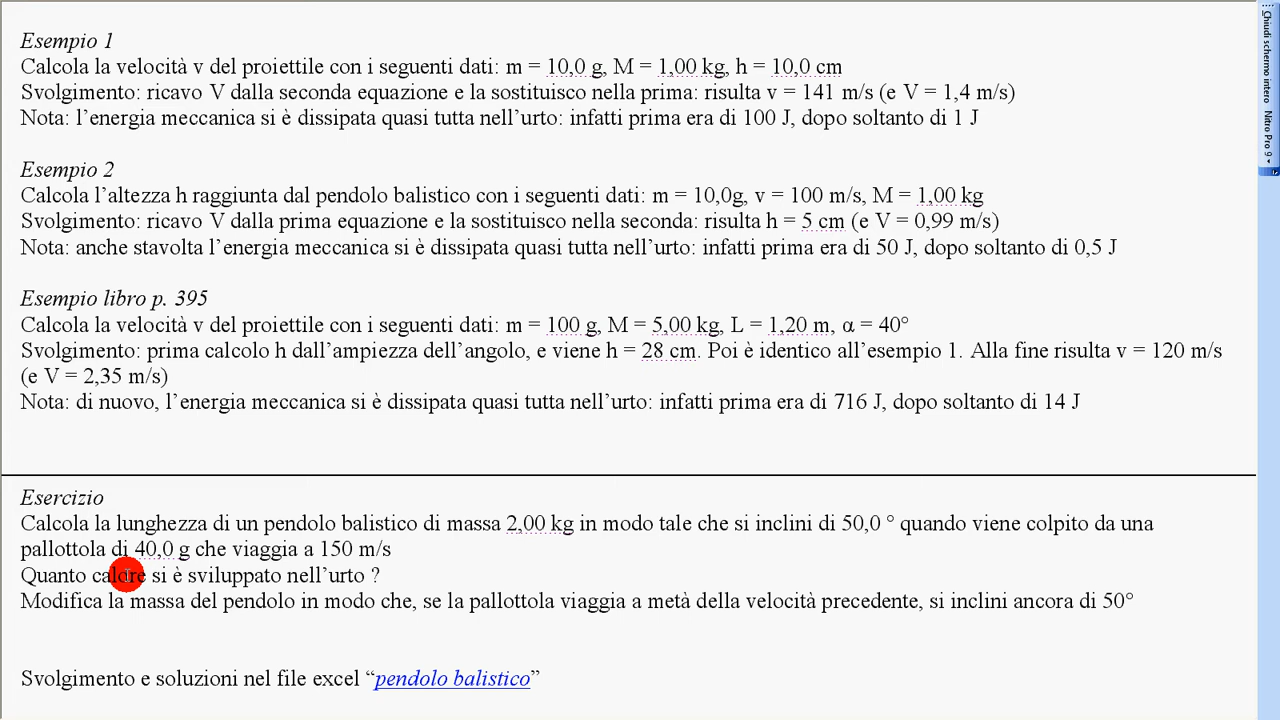 Esempio 1
Calcola la velocità v del proiettile con i seguenti dati: m = 10,0 g, M = 1,00 kg, h = 10,0 cm
Svolgimento: ricavo V dalla seconda equazione e la sostituisco nella prima: risulta v = 141 m/s (e V = 1,4 m/s)
Nota: l’energia meccanica si è dissipata quasi tutta nell’urto: infatti prima era di 100 J, dopo soltanto di 1 J
Esempio 2
Calcola l’altezza h raggiunta dal pendolo balistico con i seguenti dati: m = 10,0g, v = 100 m/s, M = 1,00 kg
Svolgimento: ricavo V dalla prima equazione e la sostituisco nella seconda: risulta h = 5 cm (e V = 0,99 m/s)
Nota: anche stavolta l’energia meccanica si è dissipata quasi tutta nell’urto: infatti prima era di 50 J, dopo soltanto di 0,5 J
Esempio libro p. 395
Calcola la velocità v del proiettile con i seguenti dati: m = 100 g, M = 5,00 kg, L = 1,20 m, α = 40°
Svolgimento: prima calcolo h dall’ampiezza dell’angolo, e viene h = 28 cm. Poi è identico all’esempio 1. Alla fine risulta v = 120 m/s
(e V = 2,35 m/s)
Nota: di nuovo, l’energia meccanica si è dissipata quasi tutta nell’urto: infatti prima era di 716 J, dopo soltanto di 14 J
Esercizio
Calcola la lunghezza di un pendolo balistico di massa 2,00 kg in modo tale che si inclini di 50,0 ° quando viene colpito da una
pallottola di 40,0 g che viaggia a 150 m/s
Quanto calore si è sviluppato nell’urto ?
Modifica la massa del pendolo in modo che, se la pallottola viaggia a metà della velocità precedente, si inclini ancora di 50°
Svolgimento e soluzioni nel file excel “pendolo balistico”
Chiudi schermo intero
Nitro Pro 9